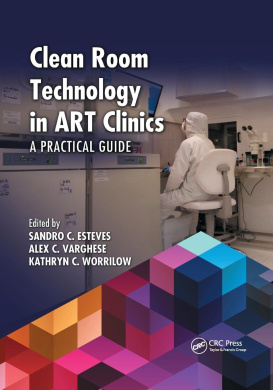 Clean Room
Technology
in ART Clinics
A PRACTICAL GUIDE
Edited by
SANDRO C. ESTEVES
ALEX C. VARGHESE
KATHRYN C. WORRILOW
CRC Press
Taylor & Francis Group